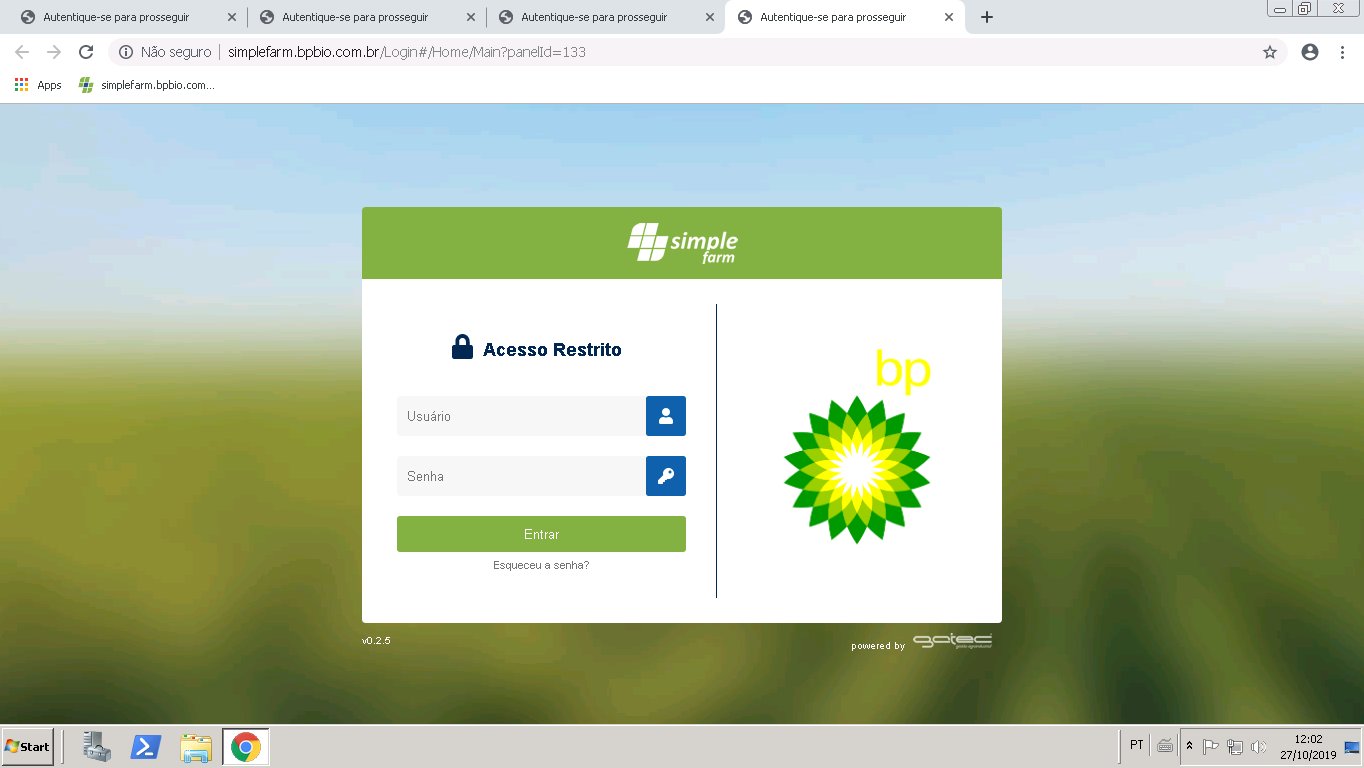 Autentique-se para prosseguir
Autentique-se para prosseguir
Autentique-se para prosseguir
Autentique-se para prosseguir
Não seguro
simplefarm.bpbio.com.br/Login#/Home/Main?panelId=133
Apps
simplefarm.bpbio.com...
simple
farm
Acesso Restrito
Usuário
Senha
Entrar
Esqueceu a senha?
bp
v0.2.5
powered by
gatec
Start
PT
12:02
27/10/2019